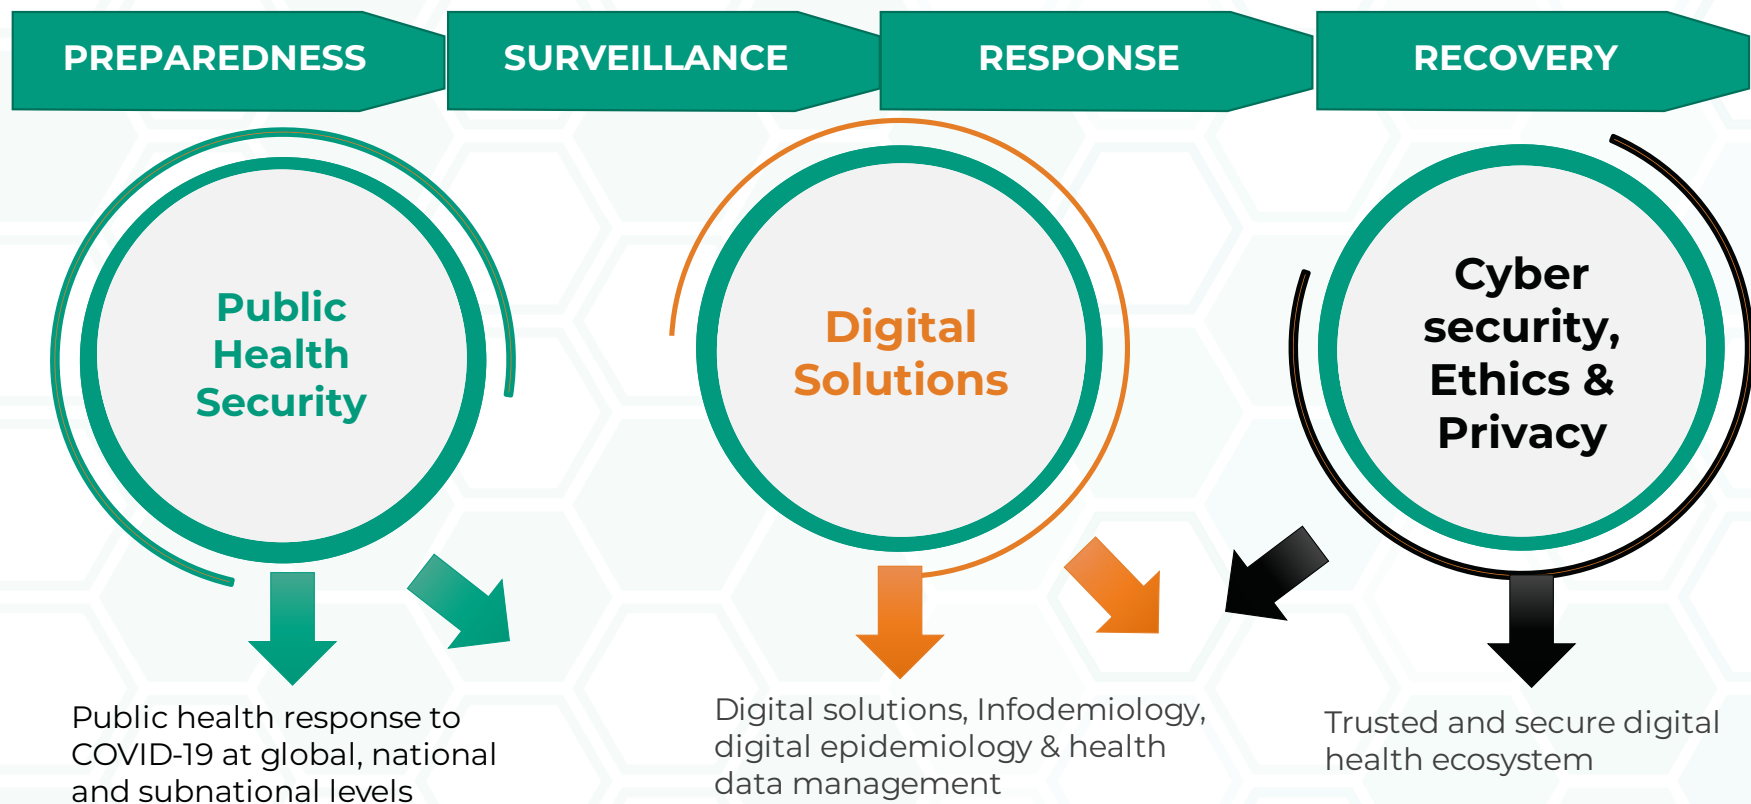 PREPAREDNESS
SURVEILLANCE
RESPONSE
RECOVERY
Public
Health
Security
Digital
Solutions
Cyber
security,
Ethics &
Privacy
Public health response to
COVID-19 at global, national
and subnational levels
Digital solutions, Infodemiology,
digital epidemiology & health
data management
Trusted and secure digital
health ecosystem